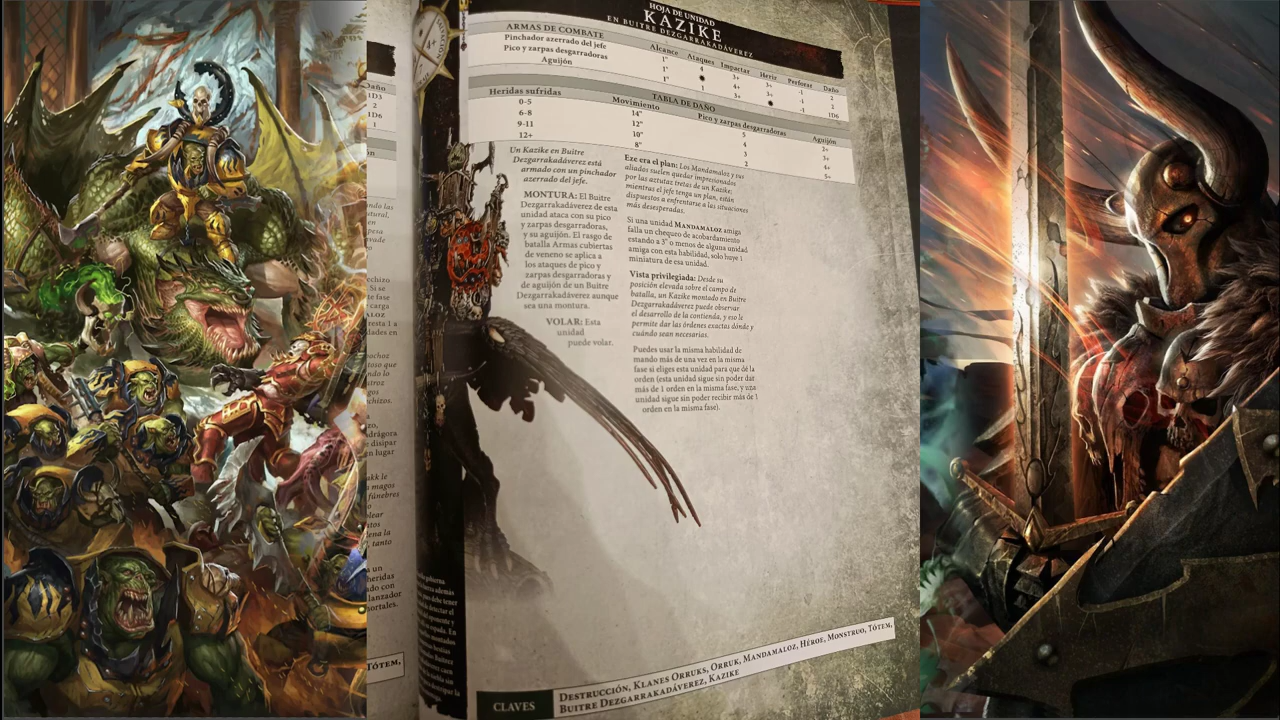 HOJA DE UNIDAD
KAZIKE
EN BUITRE DEZGARRAKADÁVEREZ
ARMAS DE COMBATE Alcance Ataques Impactar Herir Perforar Daño
Pinchador azerrado del jefe 1" 4 3+ 3+ -1 2
Pico y zarpas desgarradoras 1" 4+
Aguijón 1" 1 3+ -1 1D6
TABLA DE DAÑO
Heridas sufridas Movimiento Pico y zarpas desgarradoras Aguijón
0-5 14" 5 2+
6-8 12" 4 3+
9-11 10" 3 4+
12+ 8" 2 5+
Un Kazike en Buitre
Dezgarrakadáverez está
armado con un pinchador
azerrado del jefe.
MONTURA: El Buitre
Dezgarrakadáverez de esta
unidad ataca con su pico
y zarpas desgarradoras,
y su aguijón. El rasgo de
batalla Armas cubiertas
de veneno se aplica a
los ataques de pico y
zarpas desgarradoras y
de aguijón de un Buitre
Dezgarrakadáverez aunque
sea una montura.
VOLAR: Esta
unidad
puede volar.
Eze era el plan: Los Mandamaloz y sus
aliados suelen quedar impresionados
por las aztutaz tretas de un Kazike;
mientras el jefe tenga un plan, están
dispuestos a enfrentarse a las situaciones
más desesperadas.
Si una unidad MANDAMALOZ amiga
falla un chequeo de acobardamiento
estando a 3" o menos de alguna unidad
amiga con esta habilidad, solo huye 1
miniatura de esa unidad.
Vista privilegiada: Desde su
posición elevada sobre el campo de
batalla, un Kazike montado en Buitre
Dezgarrakadáverez puede observar
el desarrollo de la contienda, y eso le
permite dar las órdenes exactas dónde y
cuándo sean necesarias.
Puedes usar la misma habilidad de
mando más de una vez en la misma
fase si eliges esta unidad para que dé la
orden (esta unidad sigue sin poder dar
más de 1 orden en la misma fase, y una
unidad sigue sin poder recibir más de 1
orden en la misma fase).
CLAVES
DESTRUCCIÓN, KLANES ORRUKS, ORRUK, MANDAMALOZ, HÉROE, MONSTRUO, TÓTEM,
BUITRE DEZGARRAKADÁVEREZ, KAZIKE